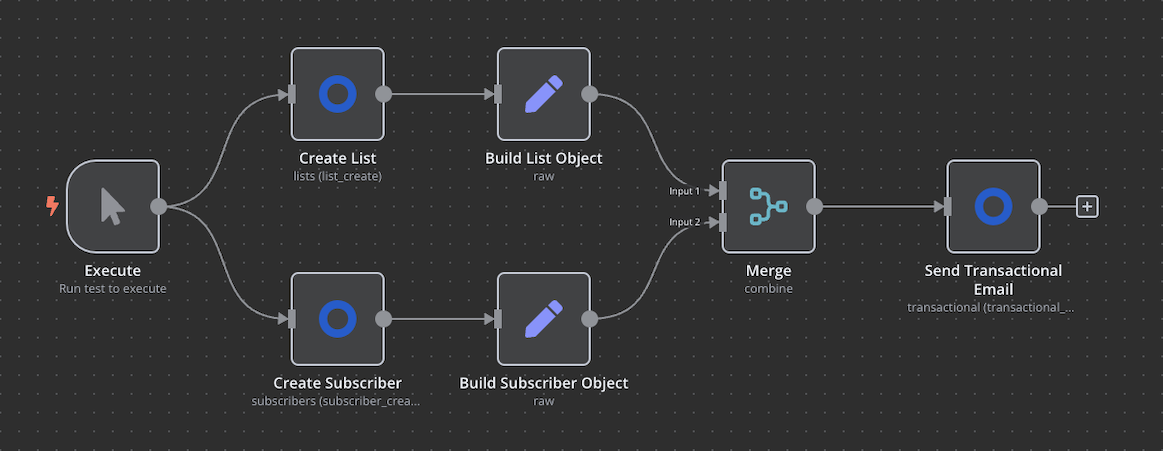 Create List
lists (list_create)
Build List Object
raw
Input 1
Input 2
Execute
Run test to execute
Merge
combine
Send Transactional
Email
transactional (transactional_...
Create Subscriber
subscribers (subscriber_crea...
Build Subscriber Object
raw